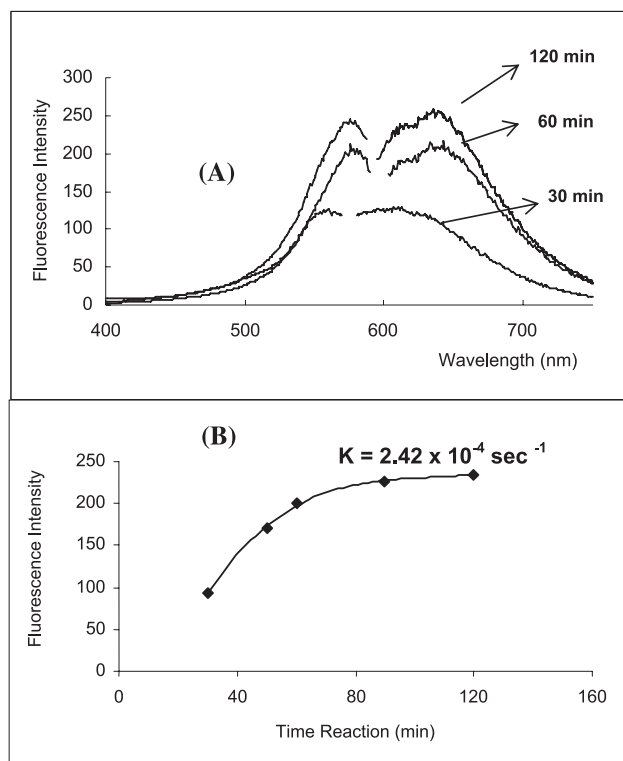 300
250
200
150
100
50
0
Fluorescence Intensity
(A)
120 min
60 min
30 min
400
500
600
700
Wavelength (nm)
(B)
K = 2.42 x 10⁻⁴ sec ⁻¹
250
200
150
100
50
0
Fluorescence Intensity
0
40
80
120
160
Time Reaction (min)